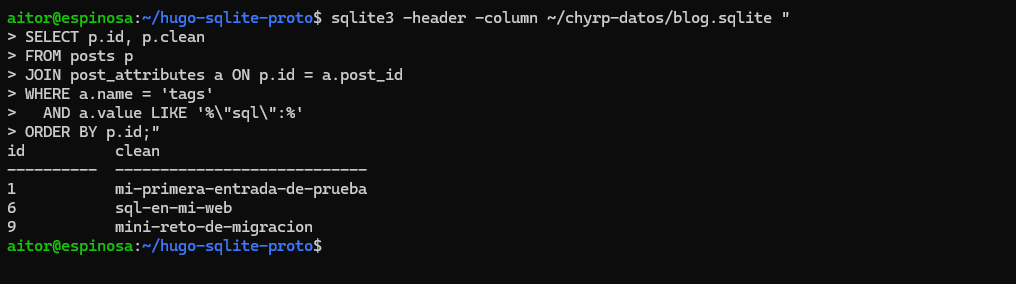 aitor@espinosa:~/hugo-sqlite-proto$ sqlite3 -header -column ~/chyrp-datos/blog.sqlite "
> SELECT p.id, p.clean
> FROM posts p
> JOIN post_attributes a ON p.id = a.post_id
> WHERE a.name = 'tags'
>   AND a.value LIKE '%\"sql\":%'
> ORDER BY p.id;"
id          clean
----------  ----------------------------
1           mi-primera-entrada-de-prueba
6           sql-en-mi-web
9           mini-reto-de-migracion
aitor@espinosa:~/hugo-sqlite-proto$